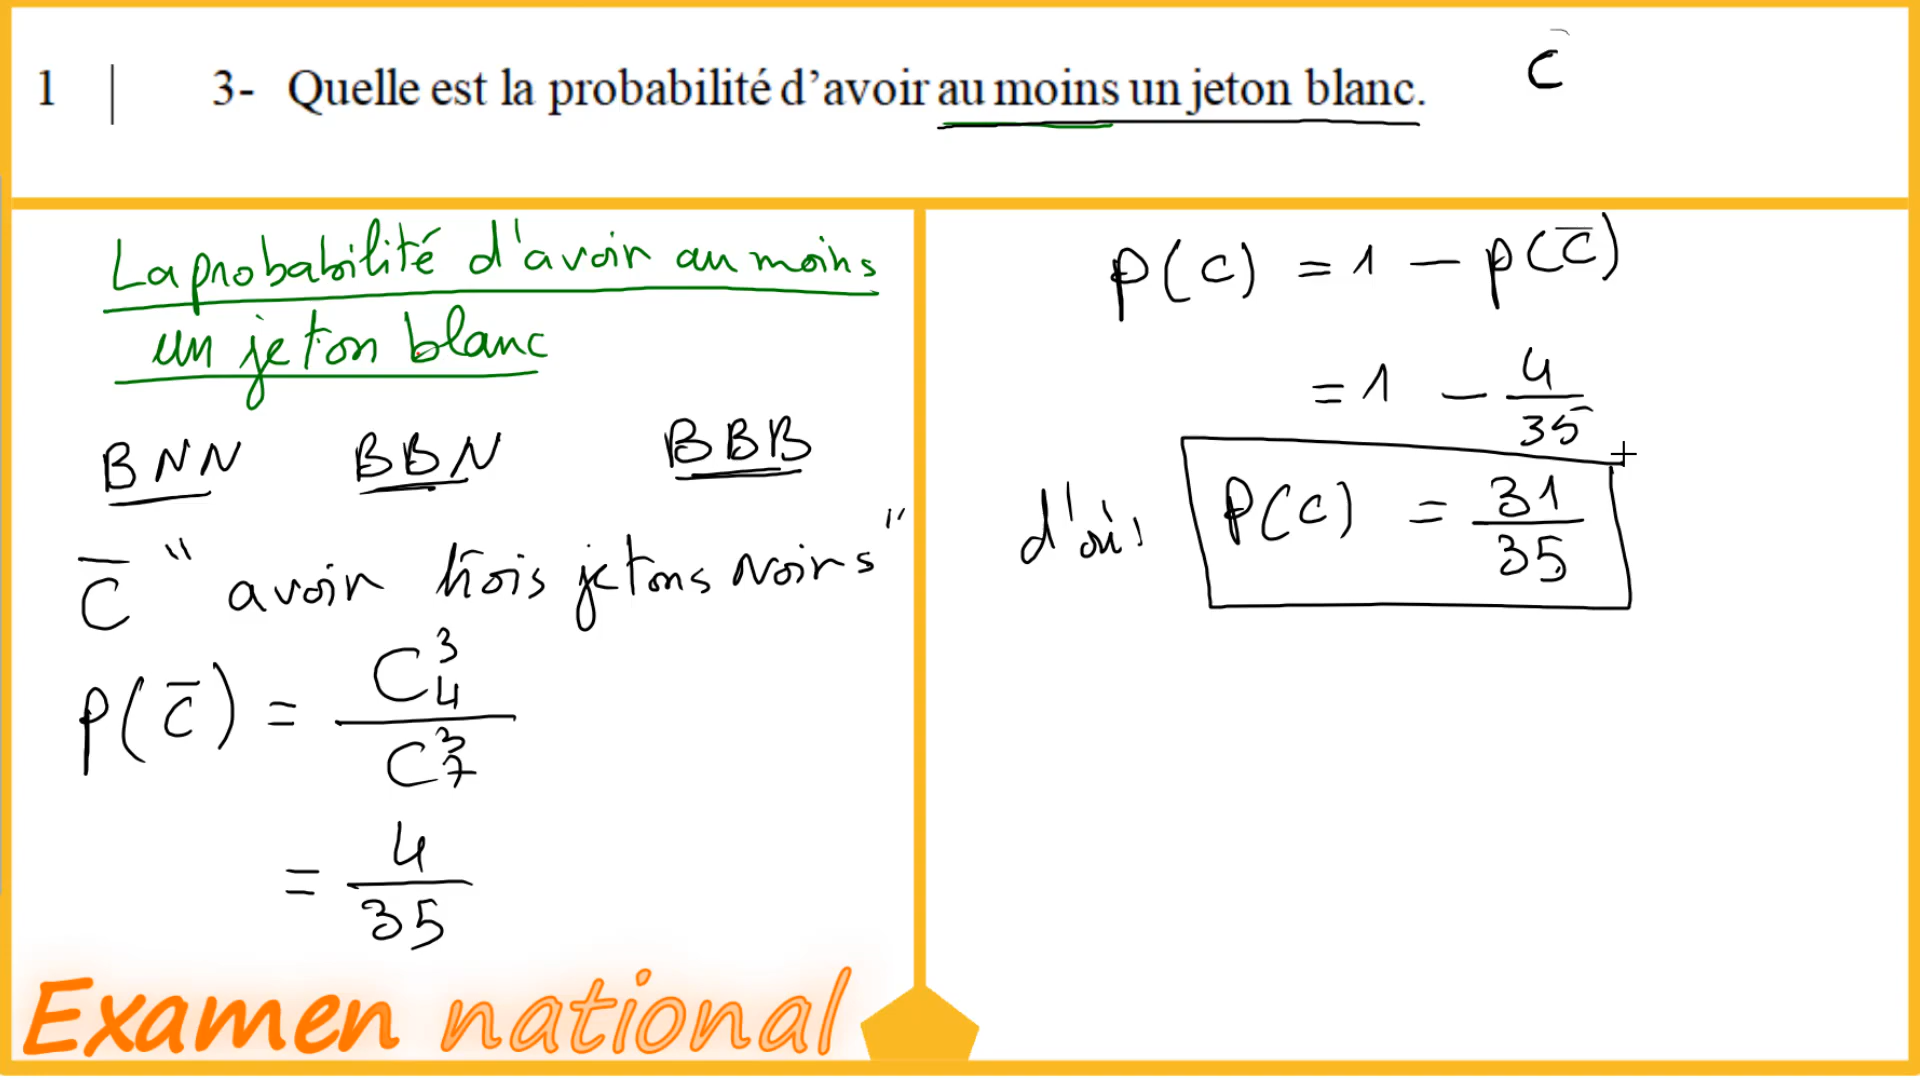 1 | 3- Quelle est la probabilité d’avoir au moins un jeton blanc. C
La probabilité d'avoir au moins
un jeton blanc
BNN BBN BBB
C̅ " avoir trois jetons noirs "
P(C̅) = C₄³ / C₇³
= 4/35
P(C) = 1 − P(C̅)
= 1 − 4/35
d'où: P(C) = 31/35
Examen national